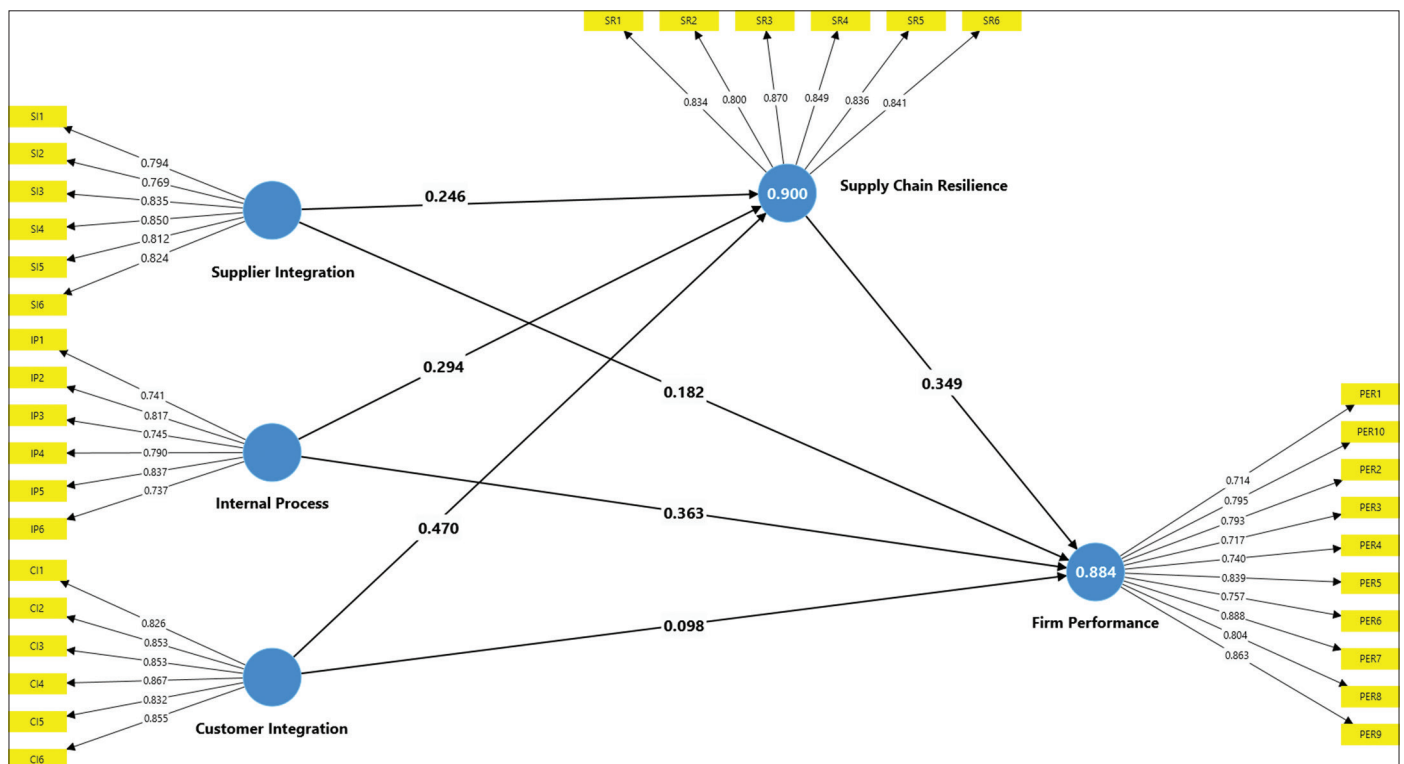 SR1 SR2 SR3 SR4 SR5 SR6
0.834 0.800 0.870 0.849 0.836 0.841
0.900
Supply Chain Resilience
SI1
SI2
SI3
SI4
SI5
SI6
0.794
0.769
0.835
0.850
0.812
0.824
Supplier Integration
0.246
0.182
IP1
IP2
IP3
IP4
IP5
IP6
0.741
0.817
0.745
0.790
0.837
0.737
Internal Process
0.294
0.363
CI1
CI2
CI3
CI4
CI5
CI6
0.826
0.853
0.853
0.867
0.832
0.855
Customer Integration
0.470
0.098
0.349
0.884
Firm Performance
0.714
0.795
0.793
0.717
0.740
0.839
0.757
0.888
0.804
0.863
PER1
PER10
PER2
PER3
PER4
PER5
PER6
PER7
PER8
PER9